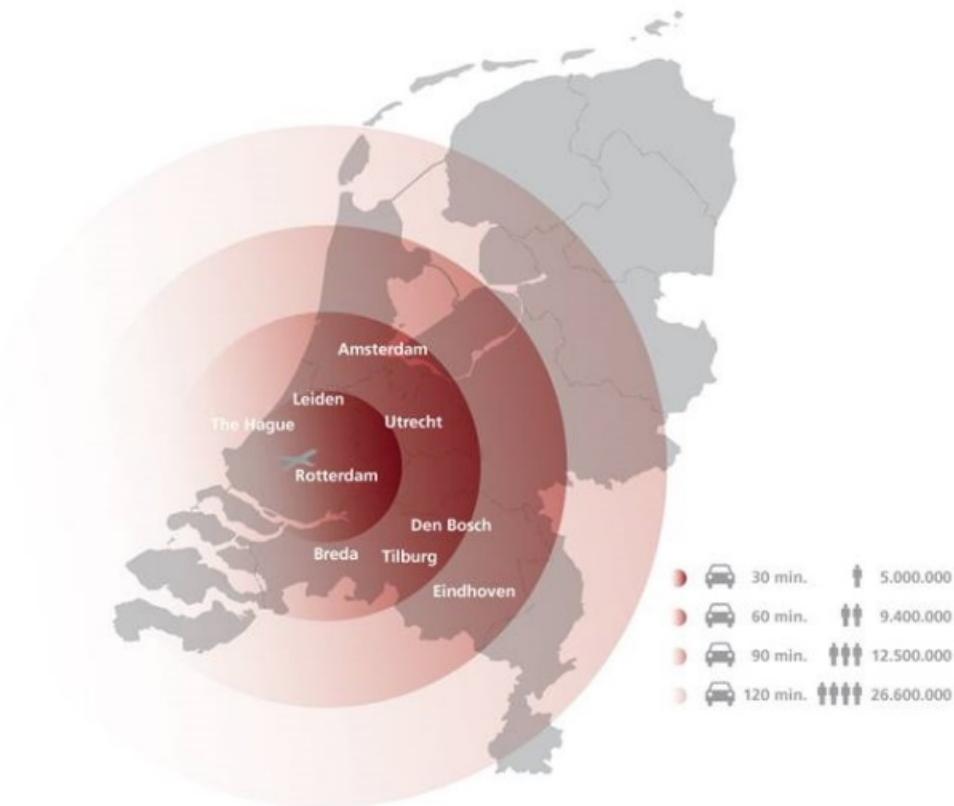 Amsterdam
Leiden
The Hague
Utrecht
Rotterdam
Den Bosch
Breda
Tilburg
Eindhoven
30 min. 5.000.000
60 min. 9.400.000
90 min. 12.500.000
120 min. 26.600.000